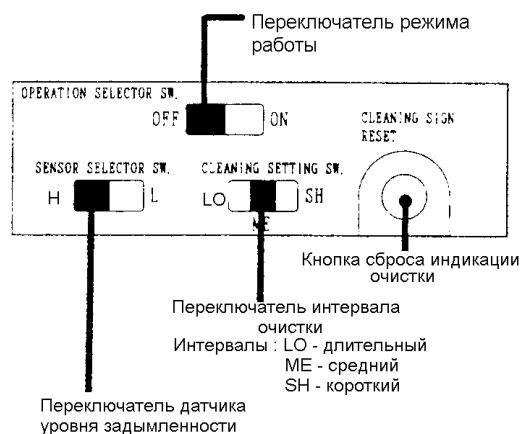 Переключатель режима
работы
OPERATION SELECTOR SW.
OFF ON
CLEANING SIGN
RESET
SENSOR SELECTOR SW.
CLEANING SETTING SW.
H L
LO SH
ME
Кнопка сброса индикации
очистки
Переключатель интервала
очистки
Интервалы : LO - длительный
ME - средний
SH - короткий
Переключатель датчика
уровня задымленности